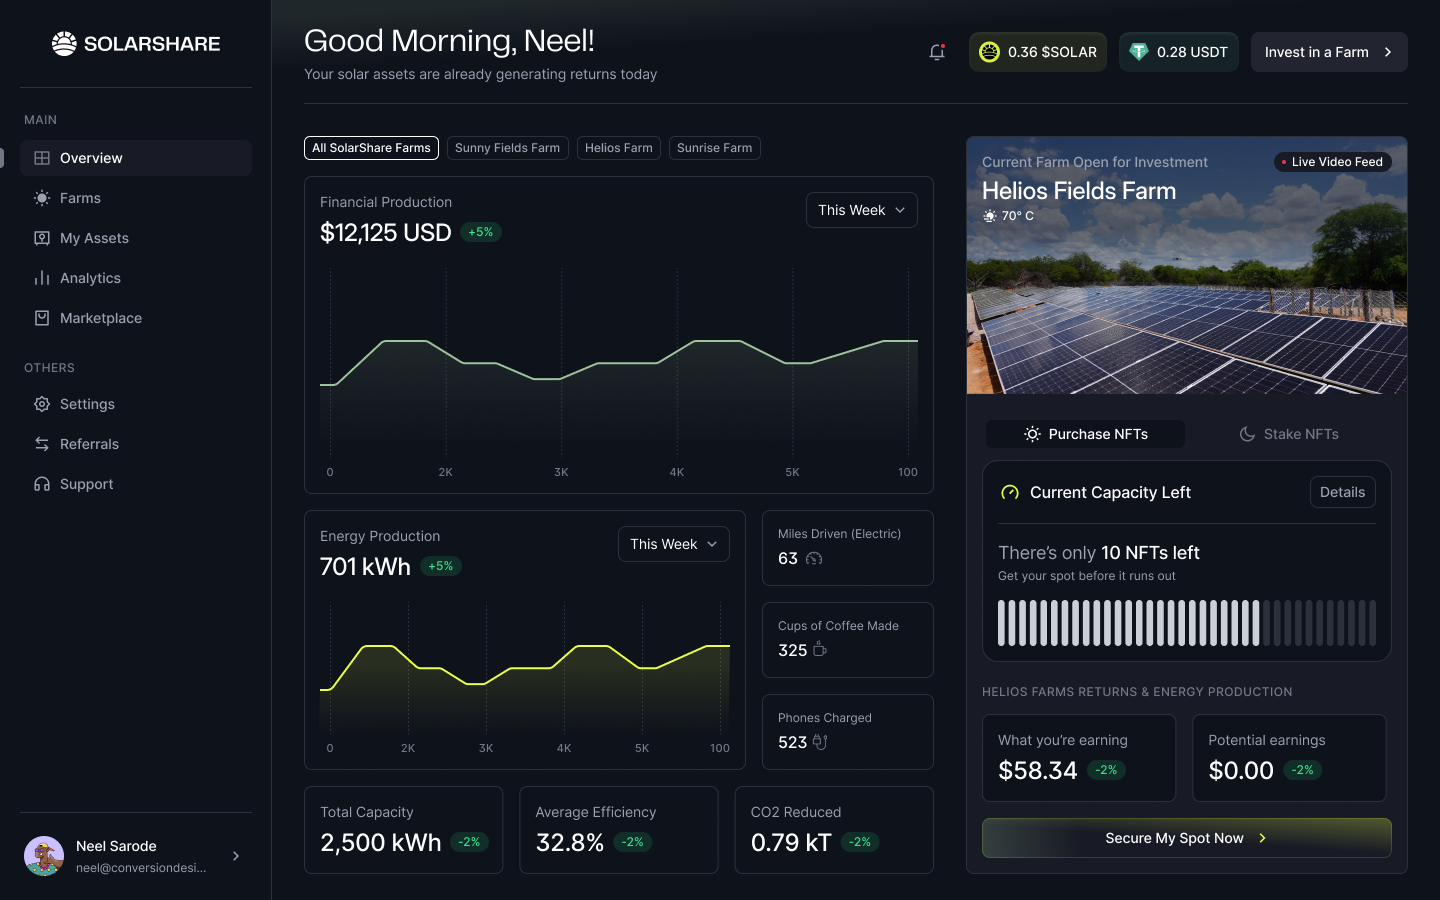 SOLARSHARE
MAIN
Overview
Farms
My Assets
Analytics
Marketplace
OTHERS
Settings
Referrals
Support
Neel Sarode
neel@conversiondesi...
Good Morning, Neel!
Your solar assets are already generating returns today
0.36 $SOLAR
0.28 USDT
Invest in a Farm
All SolarShare Farms
Sunny Fields Farm
Helios Farm
Sunrise Farm
Financial Production
$12,125 USD
+5%
This Week
0
2K
3K
4K
5K
100
Energy Production
701 kWh
+5%
This Week
0
2K
3K
4K
5K
100
Miles Driven (Electric)
63
Cups of Coffee Made
325
Phones Charged
523
Total Capacity
2,500 kWh
-2%
Average Efficiency
32.8%
-2%
CO2 Reduced
0.79 kT
-2%
Current Farm Open for Investment
Live Video Feed
Helios Fields Farm
70° C
Purchase NFTs
Stake NFTs
Current Capacity Left
Details
There's only 10 NFTs left
Get your spot before it runs out
HELIOS FARMS RETURNS & ENERGY PRODUCTION
What you're earning
$58.34
-2%
Potential earnings
$0.00
-2%
Secure My Spot Now